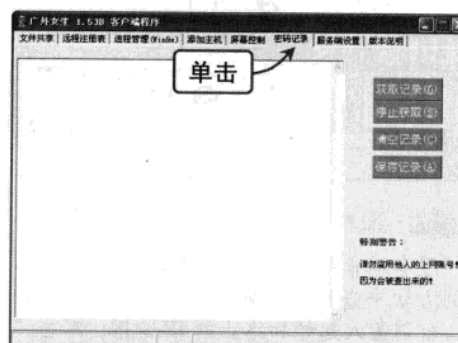 广外女生 1.53B 客户端程序
文件共享 远程注册表 进程管理(Win9x) 添加主机 屏幕控制 密码记录 服务端设置 版本说明
单击
获取记录(G)
停止获取(S)
清空记录(C)
保存记录(A)
特别警告：
请勿盗用他人的上网账号!
因为会被查出来的!